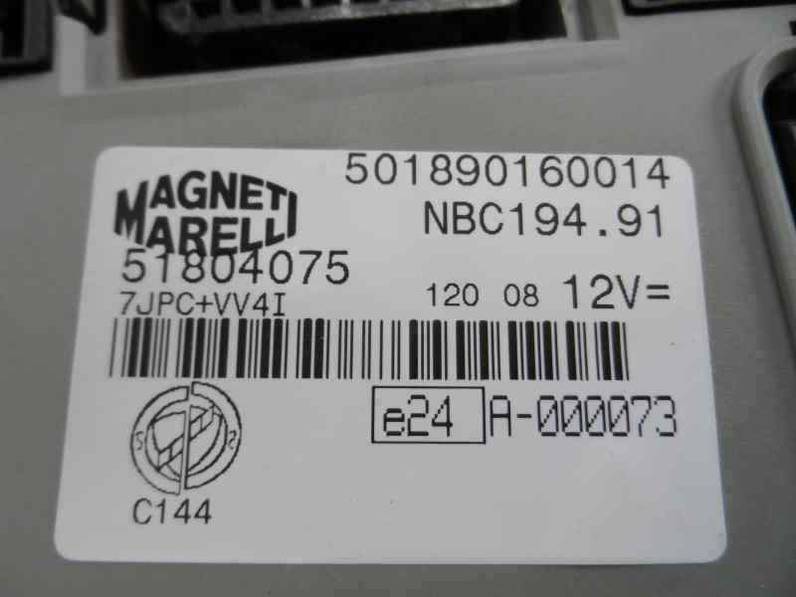 MAGNETI
MARELLI
501890160014
NBC194.91
51804075
7JPC+VV4I
120 08 12V=
e24 A-000073
C144